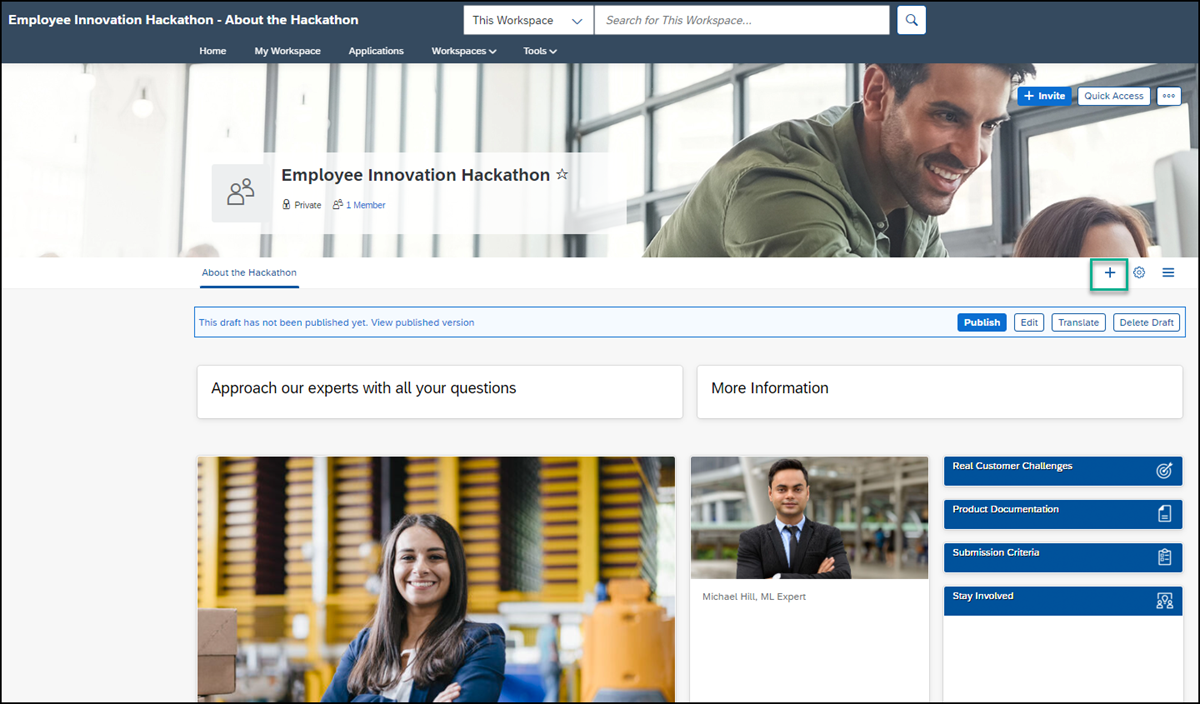 Employee Innovation Hackathon - About the Hackathon
This Workspace
Search for This Workspace...
Home
My Workspace
Applications
Workspaces
Tools
+ Invite
Quick Access
Employee Innovation Hackathon
Private
1 Member
About the Hackathon
This draft has not been published yet. View published version
Publish
Edit
Translate
Delete Draft
Approach our experts with all your questions
More Information
Real Customer Challenges
Product Documentation
Submission Criteria
Stay Involved
Michael Hill, ML Expert